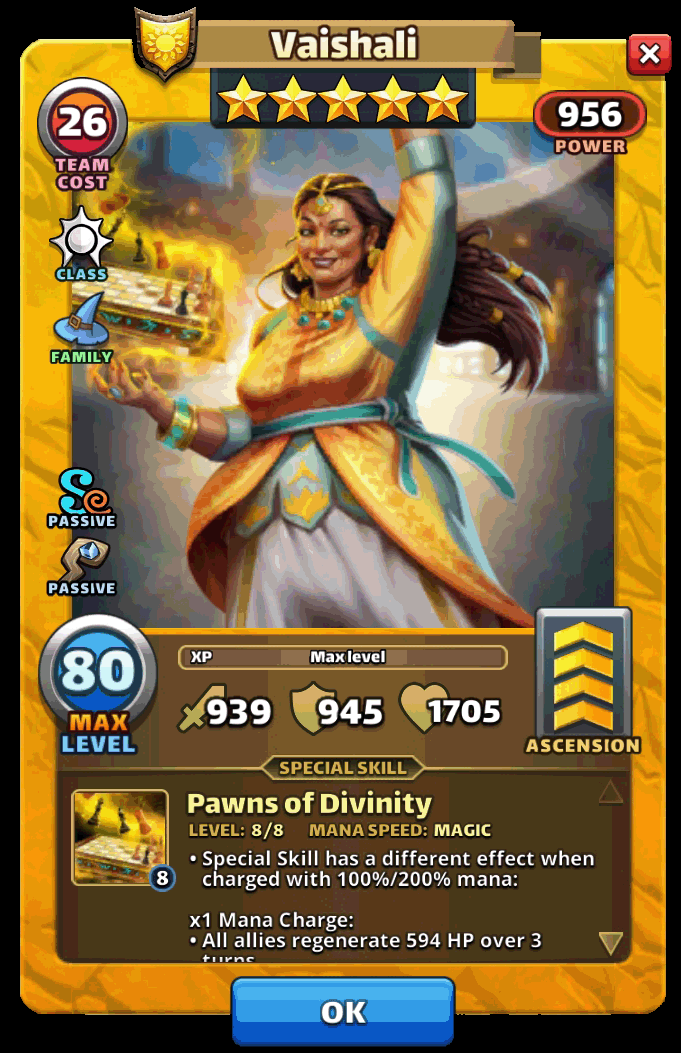 Vaishali
26
TEAM
COST
956
POWER
CLASS
FAMILY
PASSIVE
PASSIVE
80
MAX
LEVEL
XP Max level
939 945 1705
ASCENSION
SPECIAL SKILL
Pawns of Divinity
LEVEL: 8/8 MANA SPEED: MAGIC
8
• Special Skill has a different effect when
charged with 100%/200% mana:
x1 Mana Charge:
• All allies regenerate 594 HP over 3
turns
OK